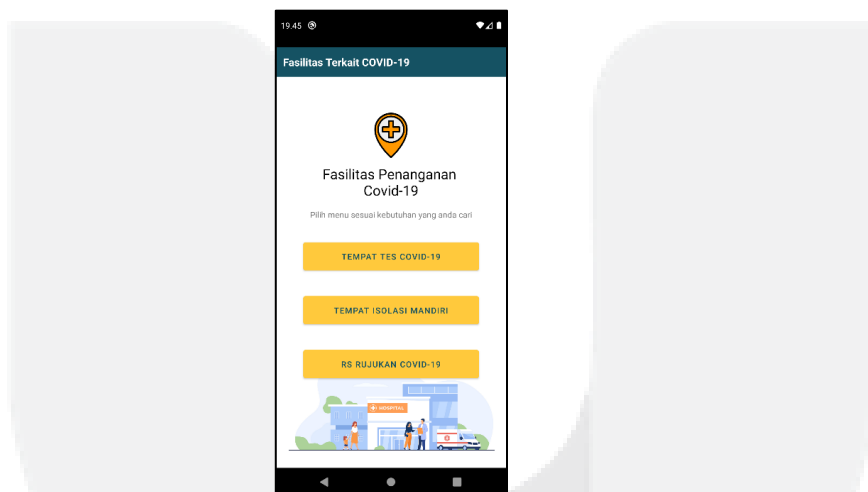 19.45
Fasilitas Terkait COVID-19
Fasilitas Penanganan
Covid-19
Pilih menu sesuai kebutuhan yang anda cari
TEMPAT TES COVID-19
TEMPAT ISOLASI MANDIRI
RS RUJUKAN COVID-19
HOSPITAL